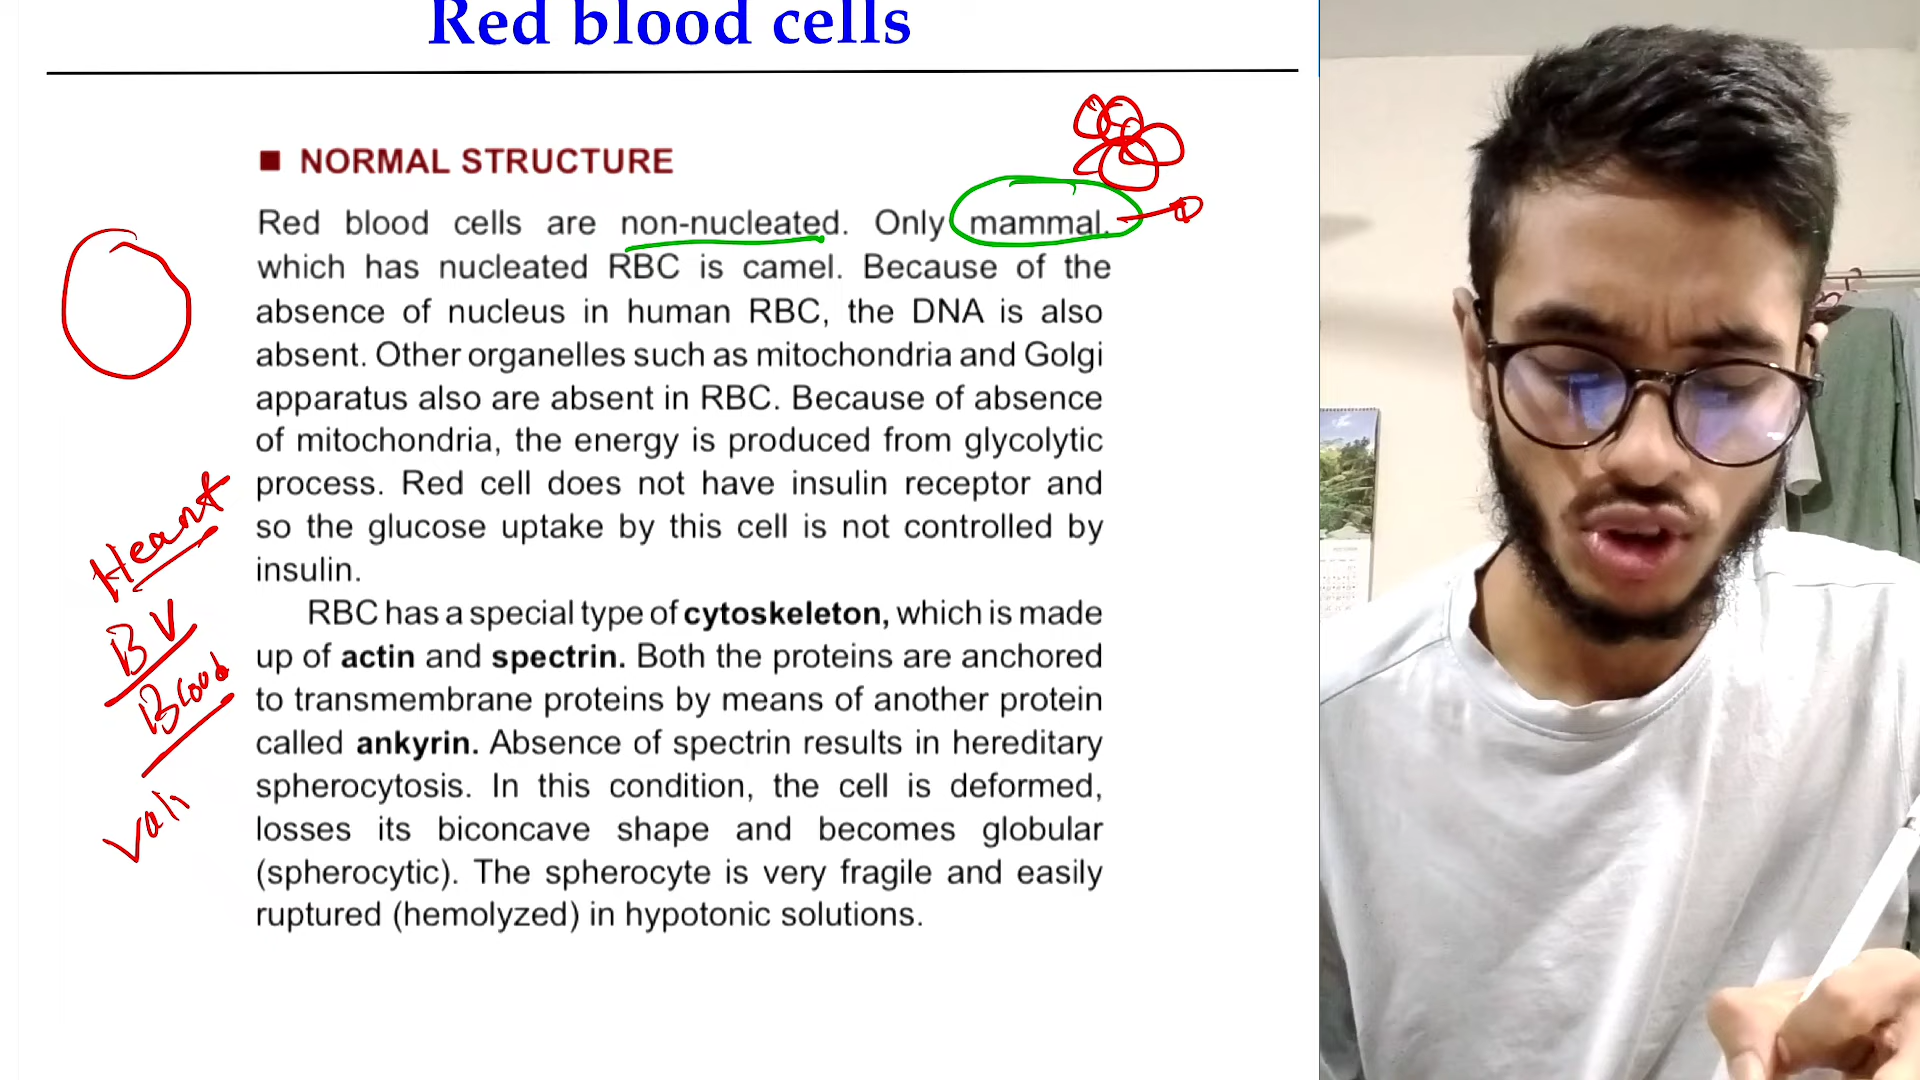 Red blood cells
■ NORMAL STRUCTURE
Red blood cells are non-nucleated. Only mammal.
which has nucleated RBC is camel. Because of the
absence of nucleus in human RBC, the DNA is also
absent. Other organelles such as mitochondria and Golgi
apparatus also are absent in RBC. Because of absence
of mitochondria, the energy is produced from glycolytic
process. Red cell does not have insulin receptor and
so the glucose uptake by this cell is not controlled by
insulin.
RBC has a special type of cytoskeleton, which is made
up of actin and spectrin. Both the proteins are anchored
to transmembrane proteins by means of another protein
called ankyrin. Absence of spectrin results in hereditary
spherocytosis. In this condition, the cell is deformed,
losses its biconcave shape and becomes globular
(spherocytic). The spherocyte is very fragile and easily
ruptured (hemolyzed) in hypotonic solutions.
Heart
BV
Blood